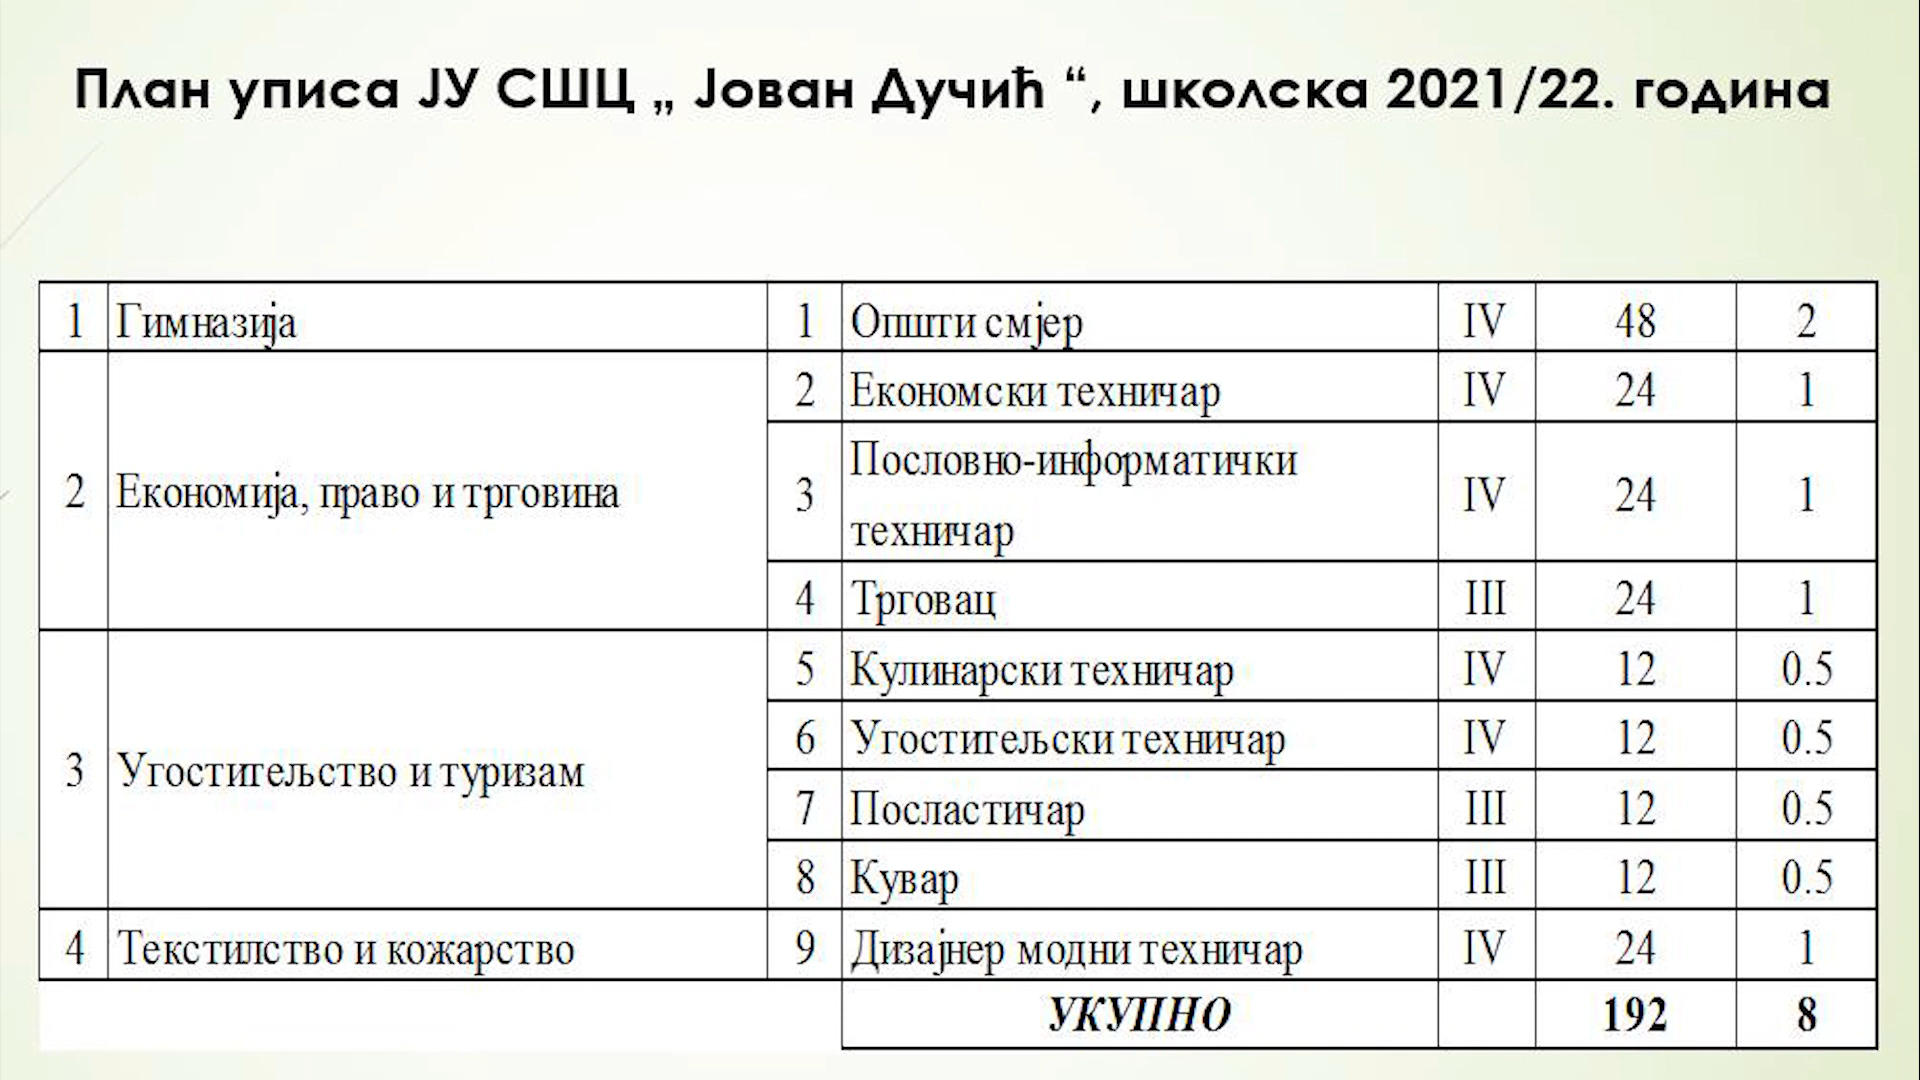 План уписа ЈУ СШЦ „ Јован Дучић “, школска 2021/22. година
1 Гимназија 1 Општи смјер IV 48 2
2 Економија, право и трговина 2 Економски техничар IV 24 1
3 Пословно-информатички
техничар IV 24 1
4 Трговац III 24 1
3 Угоститељство и туризам 5 Кулинарски техничар IV 12 0.5
6 Угоститељски техничар IV 12 0.5
7 Посластичар III 12 0.5
8 Кувар III 12 0.5
4 Текстилство и кожарство 9 Дизајнер модни техничар IV 24 1
УКУПНО 192 8